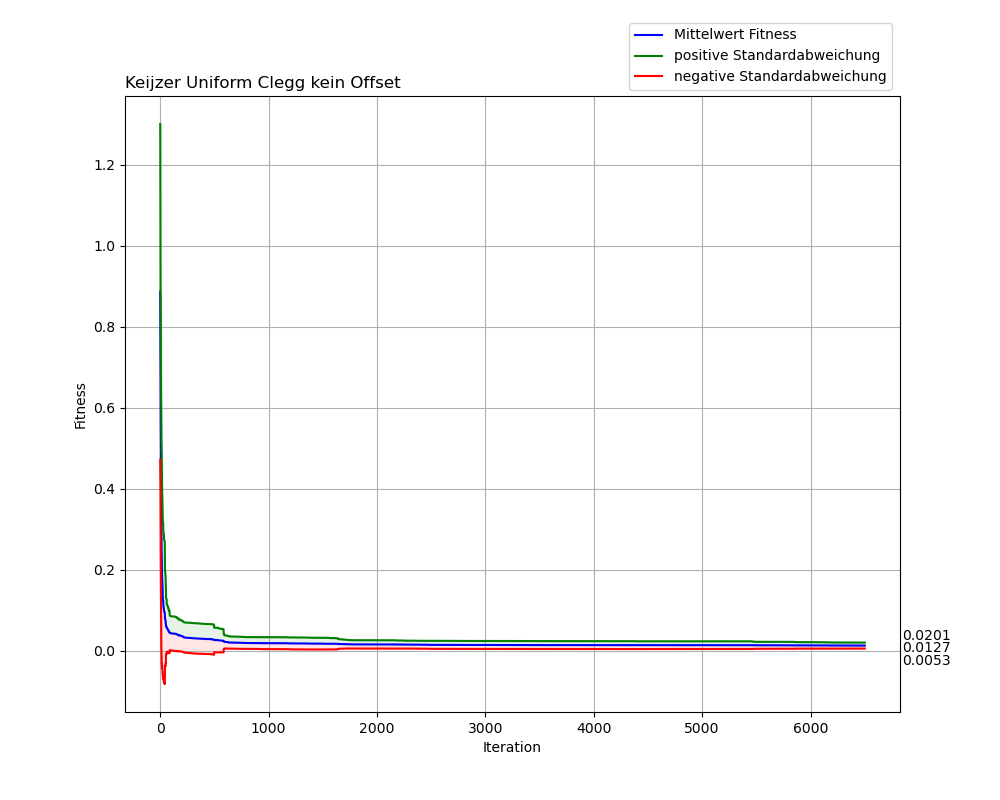 Mittelwert Fitness
positive Standardabweichung
negative Standardabweichung
Keijzer Uniform Clegg kein Offset
1.2
1.0
0.8
0.6
0.4
0.2
0.0
Fitness
0.0201
0.0127
0.0053
0 1000 2000 3000 4000 5000 6000
Iteration